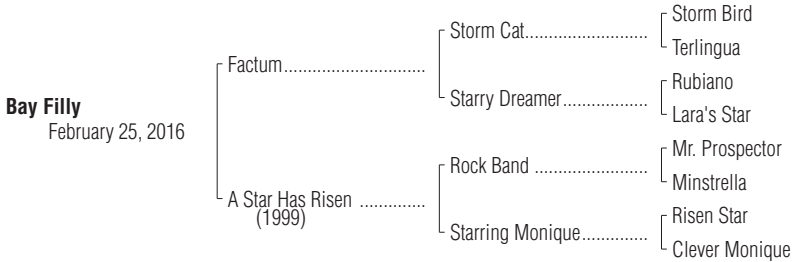 Storm Bird
Storm Cat..........................
Terlingua
Factum..............................
Rubiano
Starry Dreamer..................
Lara's Star
Bay Filly
February 25, 2016
Mr. Prospector
Rock Band ........................
Minstrella
A Star Has Risen ..............
(1999)
Risen Star
Starring Monique..............
Clever Monique